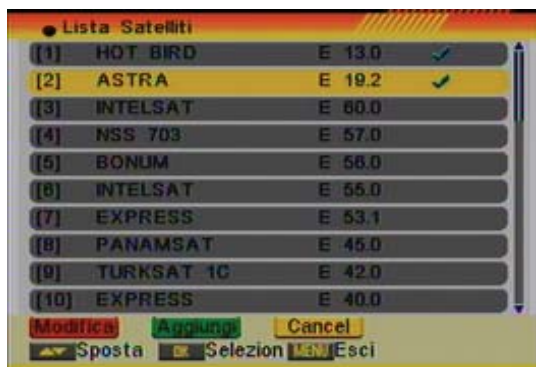 Lista Satelliti
[1] HOT BIRD E 13.0
[2] ASTRA E 19.2
[3] INTELSAT E 60.0
[4] NSS 703 E 57.0
[5] BONUM E 56.0
[6] INTELSAT E 55.0
[7] EXPRESS E 53.1
[8] PANAMSAT E 45.0
[9] TURKSAT 1C E 42.0
[10] EXPRESS E 40.0
Modifica Aggiungi Cancel
Sposta OK Selezion MENU Esci